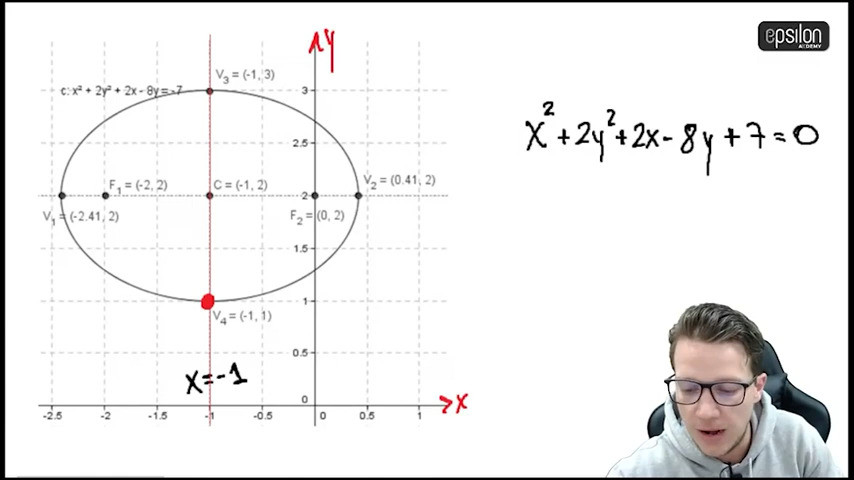 epsilon
ACADEMY
y
V3 = (-1, 3)
c: x² + 2y² + 2x - 8y = -7
3
x² + 2y² + 2x - 8y + 7 = 0
2.5
F1 = (-2, 2)
C = (-1, 2)
V2 = (0.41, 2)
2
V1 = (-2.41, 2)
F2 = (0, 2)
1.5
1
V4 = (-1, 1)
0.5
x = -1
0
x
-2.5 -2 -1.5 -1 -0.5 0 0.5 1